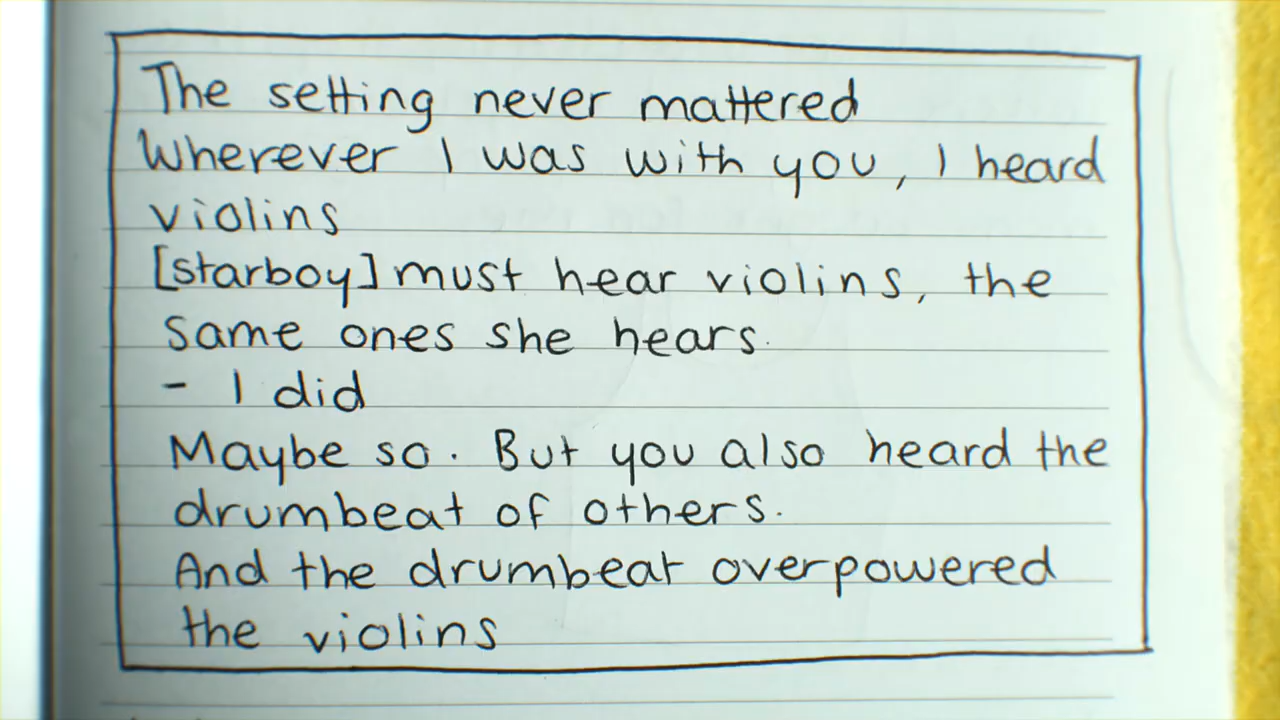 The setting never mattered
Wherever I was with you, I heard
violins
[starboy] must hear violins, the
same ones she hears.
- I did
Maybe so. But you also heard the
drumbeat of others.
And the drumbeat overpowered
the violins